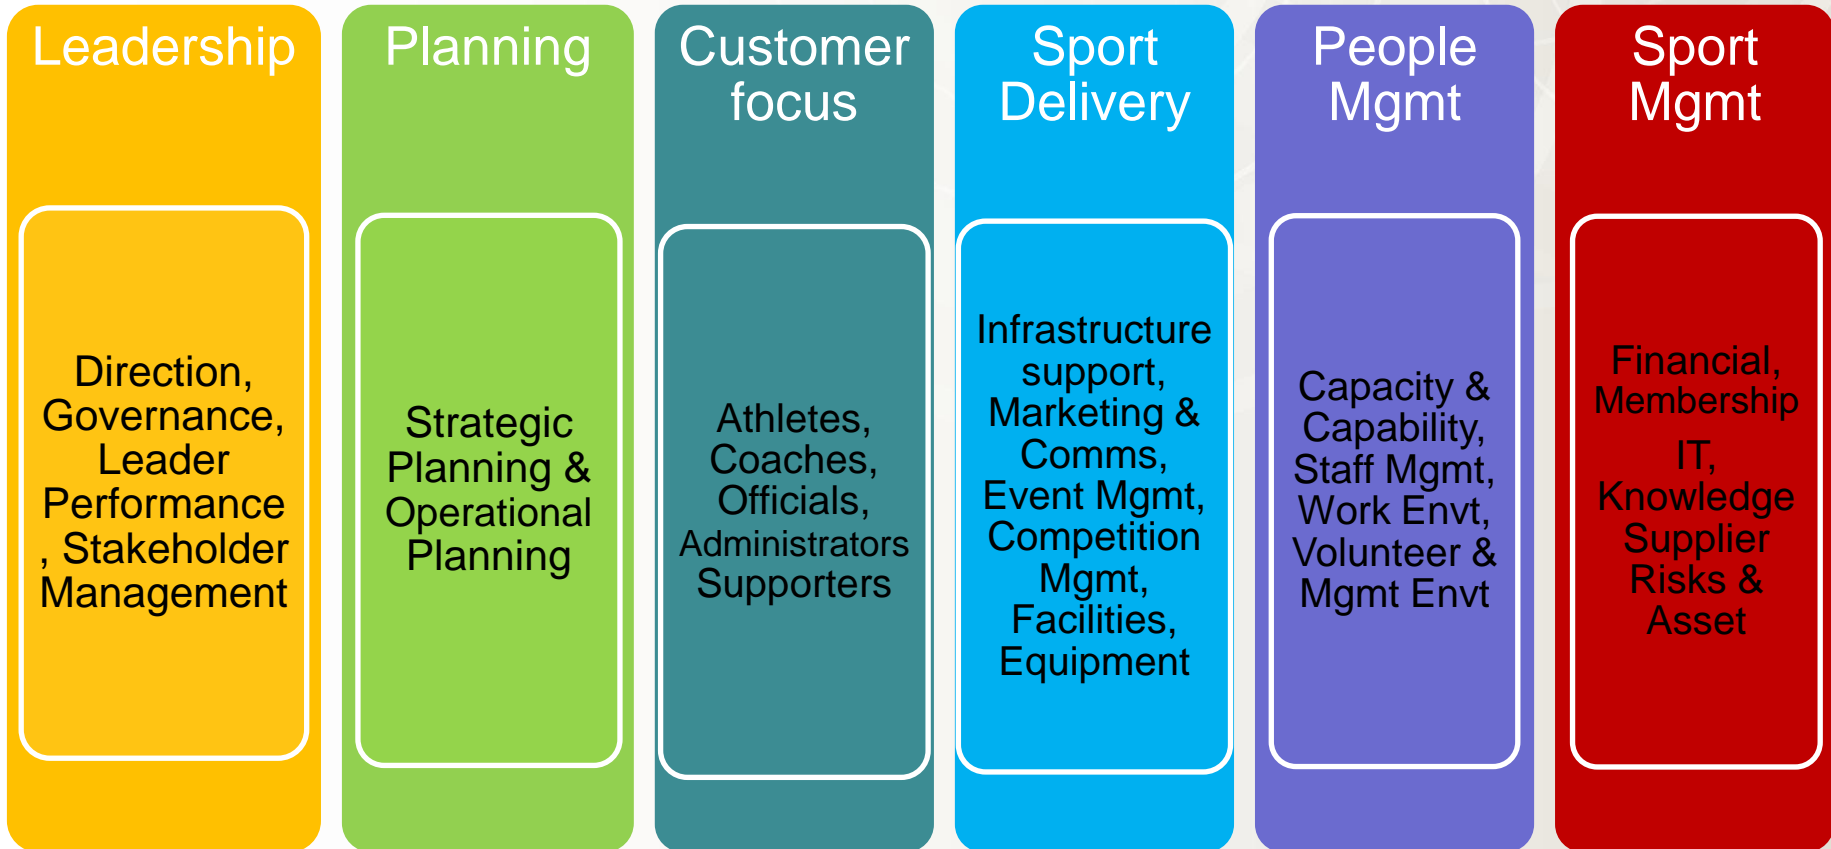 Leadership
Direction,
Governance,
Leader
Performance
, Stakeholder
Management
Planning
Strategic
Planning &
Operational
Planning
Customer
focus
Athletes,
Coaches,
Officials,
Administrators
Supporters
Sport
Delivery
Infrastructure
support,
Marketing &
Comms,
Event Mgmt,
Competition
Mgmt,
Facilities,
Equipment
People
Mgmt
Capacity &
Capability,
Staff Mgmt,
Work Envt,
Volunteer &
Mgmt Envt
Sport
Mgmt
Financial,
Membership
IT,
Knowledge
Supplier
Risks &
Asset